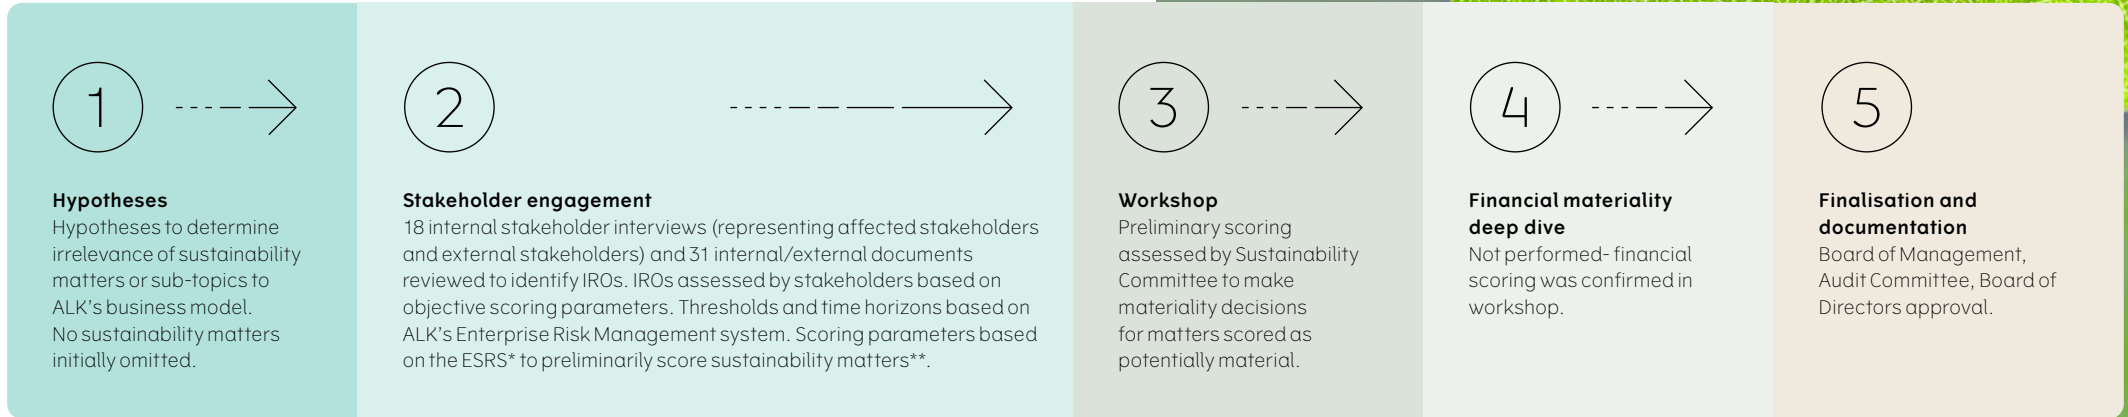 1
Hypotheses
Hypotheses to determine
irrelevance of sustainability
matters or sub-topics to
ALK's business model.
No sustainability matters
initially omitted.
2
Stakeholder engagement
18 internal stakeholder interviews (representing affected stakeholders
and external stakeholders) and 31 internal/external documents
reviewed to identify IROs. IROs assessed by stakeholders based on
objective scoring parameters. Thresholds and time horizons based on
ALK's Enterprise Risk Management system. Scoring parameters based
on the ESRS* to preliminarily score sustainability matters**.
3
Workshop
Preliminary scoring
assessed by Sustainability
Committee to make
materiality decisions
for matters scored as
potentially material.
4
Financial materiality
deep dive
Not performed- financial
scoring was confirmed in
workshop.
5
Finalisation and
documentation
Board of Management,
Audit Committee, Board of
Directors approval.